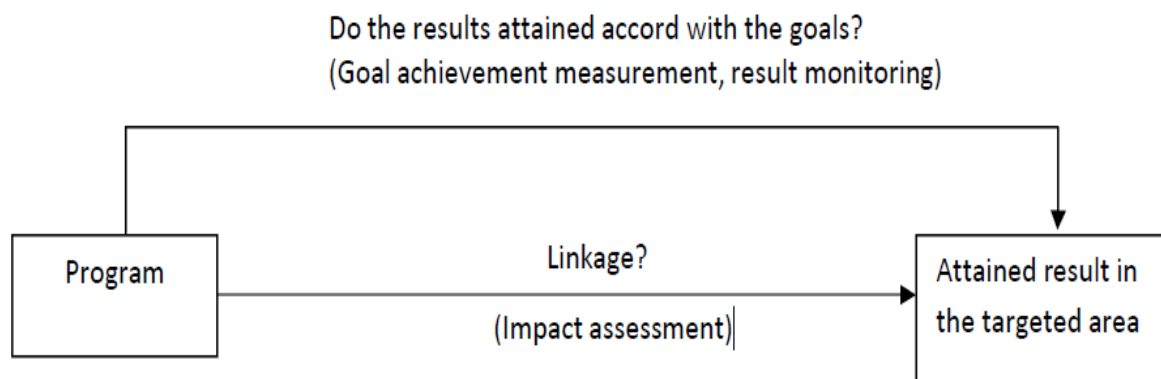 Do the results attained accord with the goals?
(Goal achievement measurement, result monitoring)
Program
Linkage?
(Impact assessment)
Attained result in
the targeted area